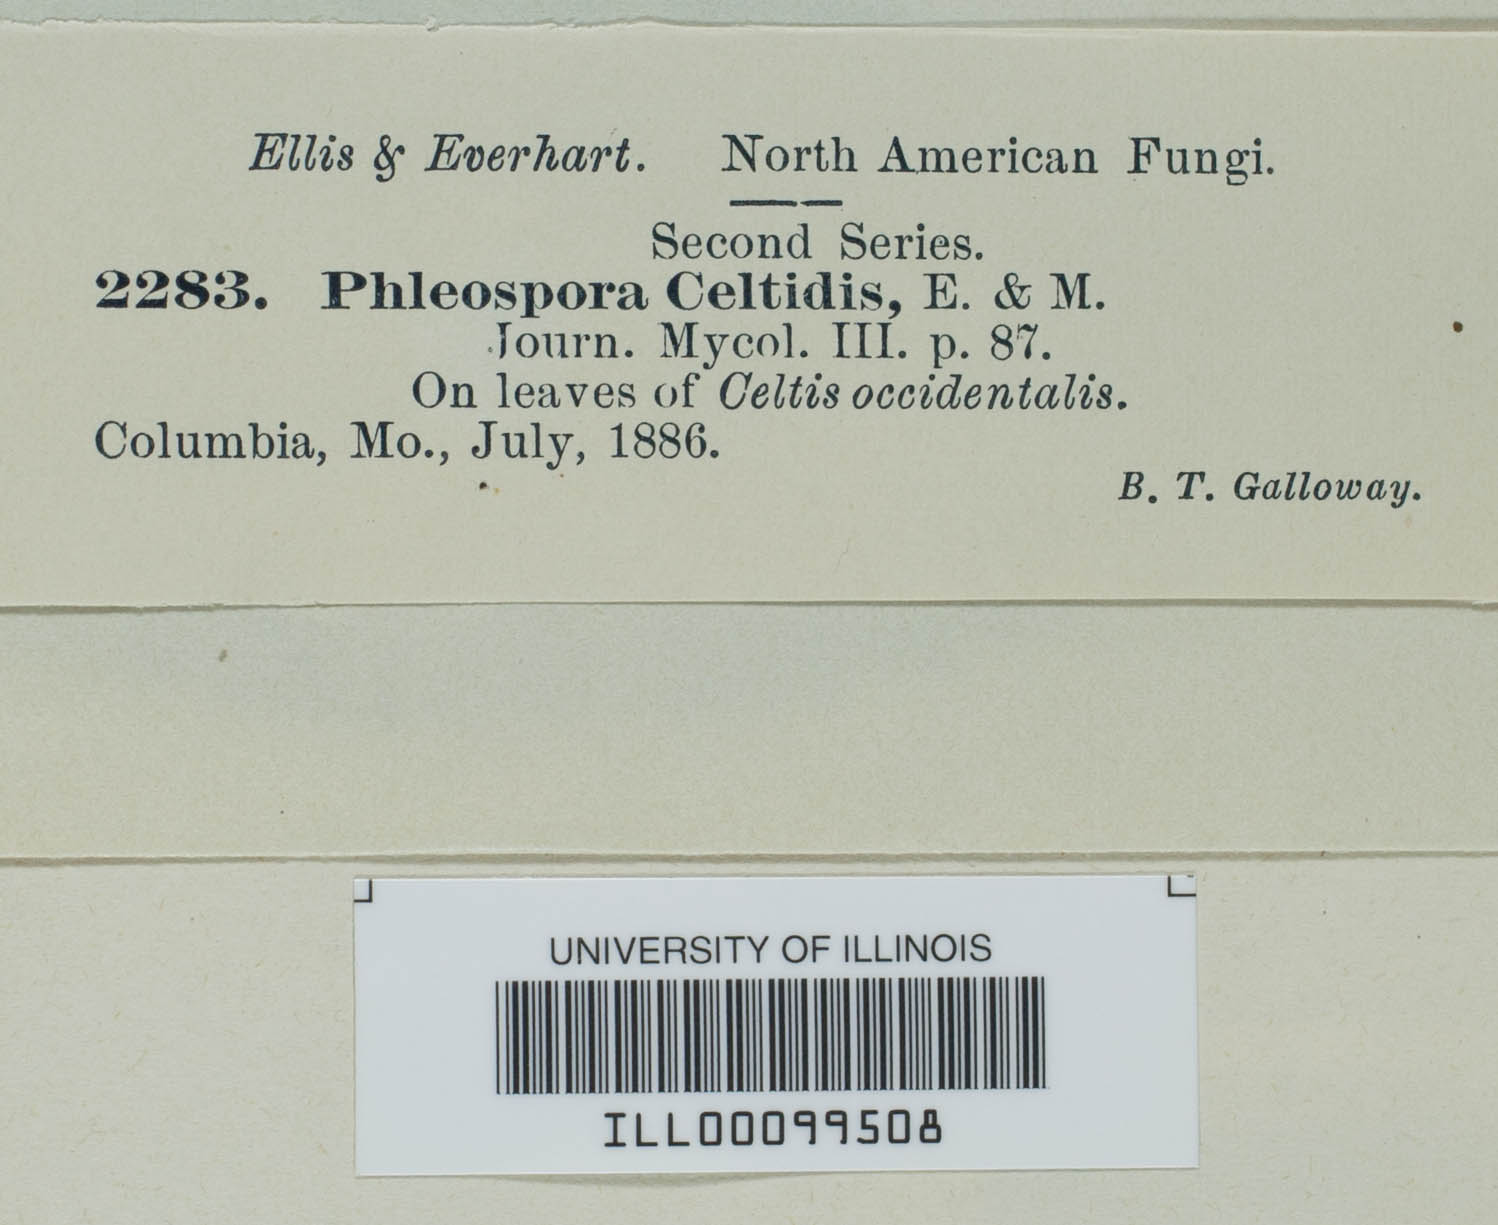 Ellis & Everhart. North American Fungi.
Second Series.
2283. Phleospora Celtidis, E. & M.
Journ. Mycol. III. p. 87.
On leaves of Celtis occidentalis.
Columbia, Mo., July, 1886.
B. T. Galloway.
UNIVERSITY OF ILLINOIS
ILL00099508